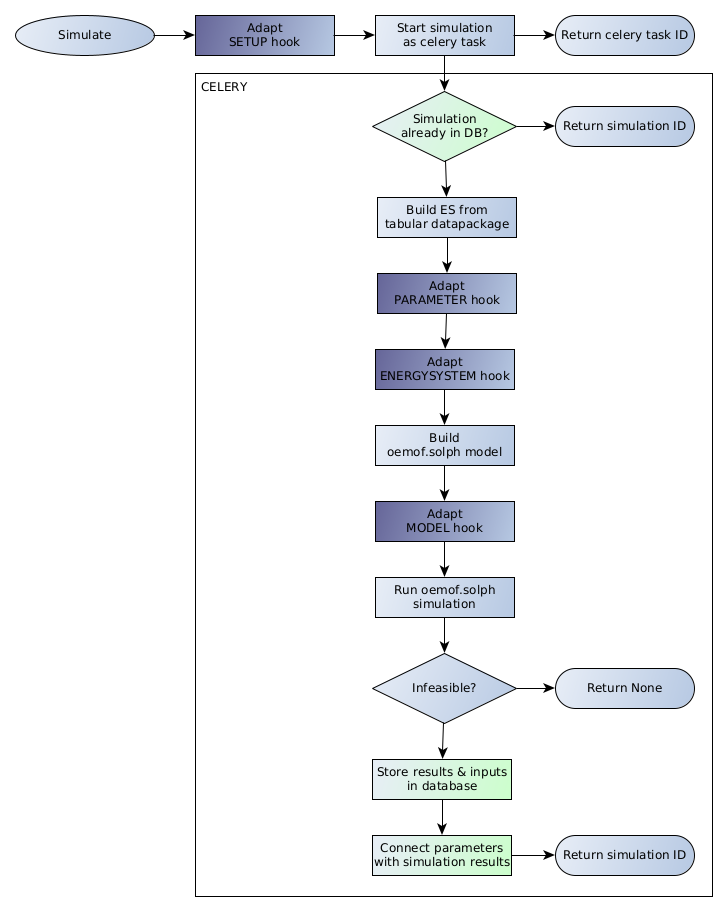 Simulate
Adapt
SETUP hook
Start simulation
as celery task
Return celery task ID
CELERY
Simulation
already in DB?
Return simulation ID
Build ES from
tabular datapackage
Adapt
PARAMETER hook
Adapt
ENERGYSYSTEM hook
Build
oemof.solph model
Adapt
MODEL hook
Run oemof.solph
simulation
Infeasible?
Return None
Store results & inputs
in database
Connect parameters
with simulation results
Return simulation ID